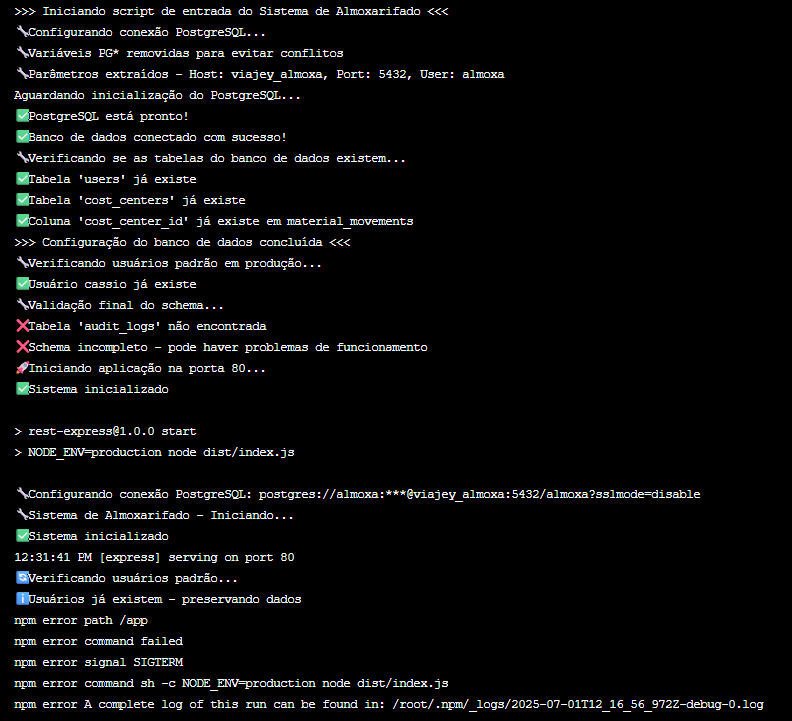 >>> Iniciando script de entrada do Sistema de Almoxarifado <<<
🔧Configurando conexão PostgreSQL...
🔧Variáveis PG* removidas para evitar conflitos
🔧Parâmetros extraídos - Host: viajey_almoxa, Port: 5432, User: almoxa
Aguardando inicialização do PostgreSQL...
✅PostgreSQL está pronto!
✅Banco de dados conectado com sucesso!
🔧Verificando se as tabelas do banco de dados existem...
✅Tabela 'users' já existe
✅Tabela 'cost_centers' já existe
✅Coluna 'cost_center_id' já existe em material_movements
>>> Configuração do banco de dados concluída <<<
🔧Verificando usuários padrão em produção...
✅Usuário cassio já existe
🔧Validação final do schema...
❌Tabela 'audit_logs' não encontrada
❌Schema incompleto - pode haver problemas de funcionamento
🚀Iniciando aplicação na porta 80...
✅Sistema inicializado
> rest-express@1.0.0 start
> NODE_ENV=production node dist/index.js
🔧Configurando conexão PostgreSQL: postgres://almoxa:***@viajey_almoxa:5432/almoxa?sslmode=disable
🔧Sistema de Almoxarifado - Iniciando...
✅Sistema inicializado
12:31:41 PM [express] serving on port 80
🔄Verificando usuários padrão...
ℹ️Usuários já existem - preservando dados
npm error path /app
npm error command failed
npm error signal SIGTERM
npm error command sh -c NODE_ENV=production node dist/index.js
npm error A complete log of this run can be found in: /root/.npm/_logs/2025-07-01T12_16_56_972Z-debug-0.log